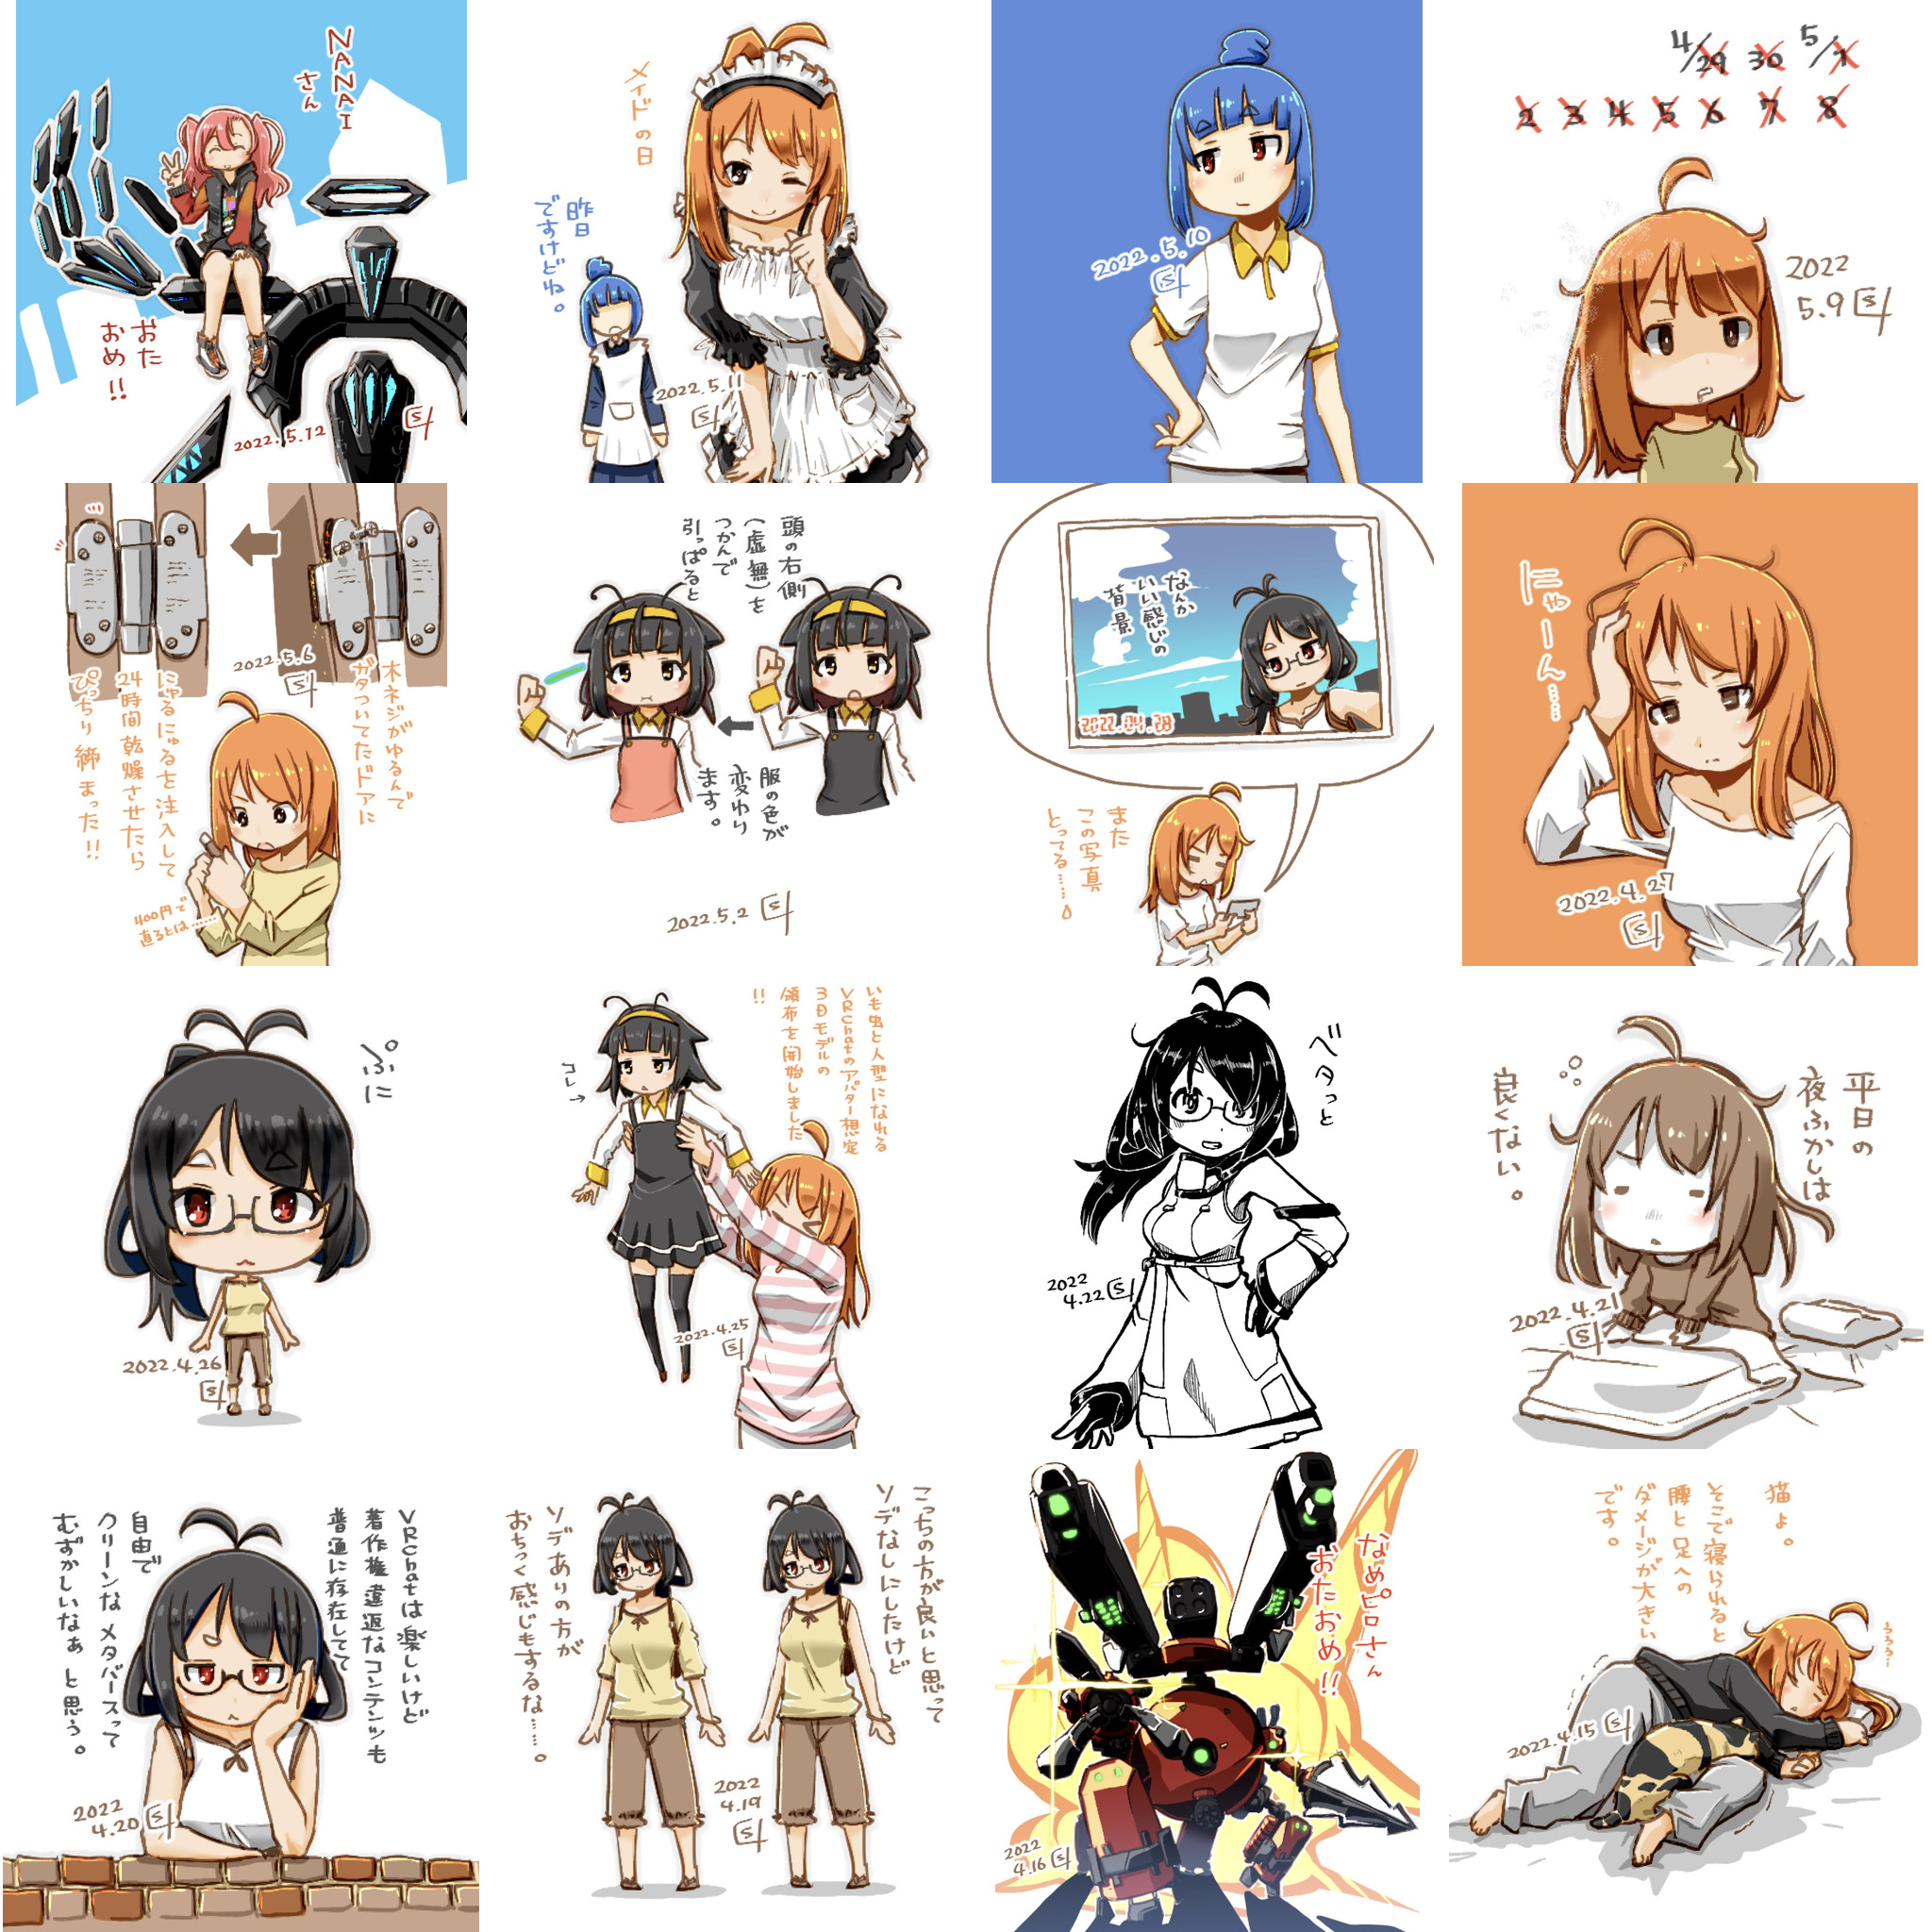 NANAI
さん
おた
おめ!!
2022.5.12
メイドの日
昨日
ですけどね。
2022.5.11
2022.5.10
4/29 30 5/1
2 3 4 5 6 7 8
2022
5.9
木ネジがゆるんで
ガタついてたドアに
にゅるにゅるを注入して
24時間乾燥させたら
ぴっちり締まった!!
400円で
直るとは……
2022.5.6
頭の右側
(虚無)を
つかんで
引っぱると
服の色が
変わり
ます。
2022.5.2
なんか
いい感じの
背景
2022.04.28
また
この写真
とってる……
にゃーん……
2022.4.27
ぷに
2022.4.26
いも虫と人型になれる
VRChatのアバター想定
3Dモデルの
頒布を開始しました
!!
コレ→
2022.4.25
ベタっと
2022
4.22
平日の
夜ふかしは
良くない。
2022.4.21
VRChatは楽しいけど
著作権違反なコンテンツも
普通に存在してて
自由で
クリーンなメタバースって
むずかしいなぁと思う。
2022
4.20
こっちの方が良いと思って
ソデなしにしたけど
ソデありの方が
おちつく感じもするな……。
2022
4.19
なめピロさん
おたおめ!!
2022
4.16
猫よ。
そこで寝られると
腰と足への
ダメージが大きい
です。
ううう…
2022.4.15